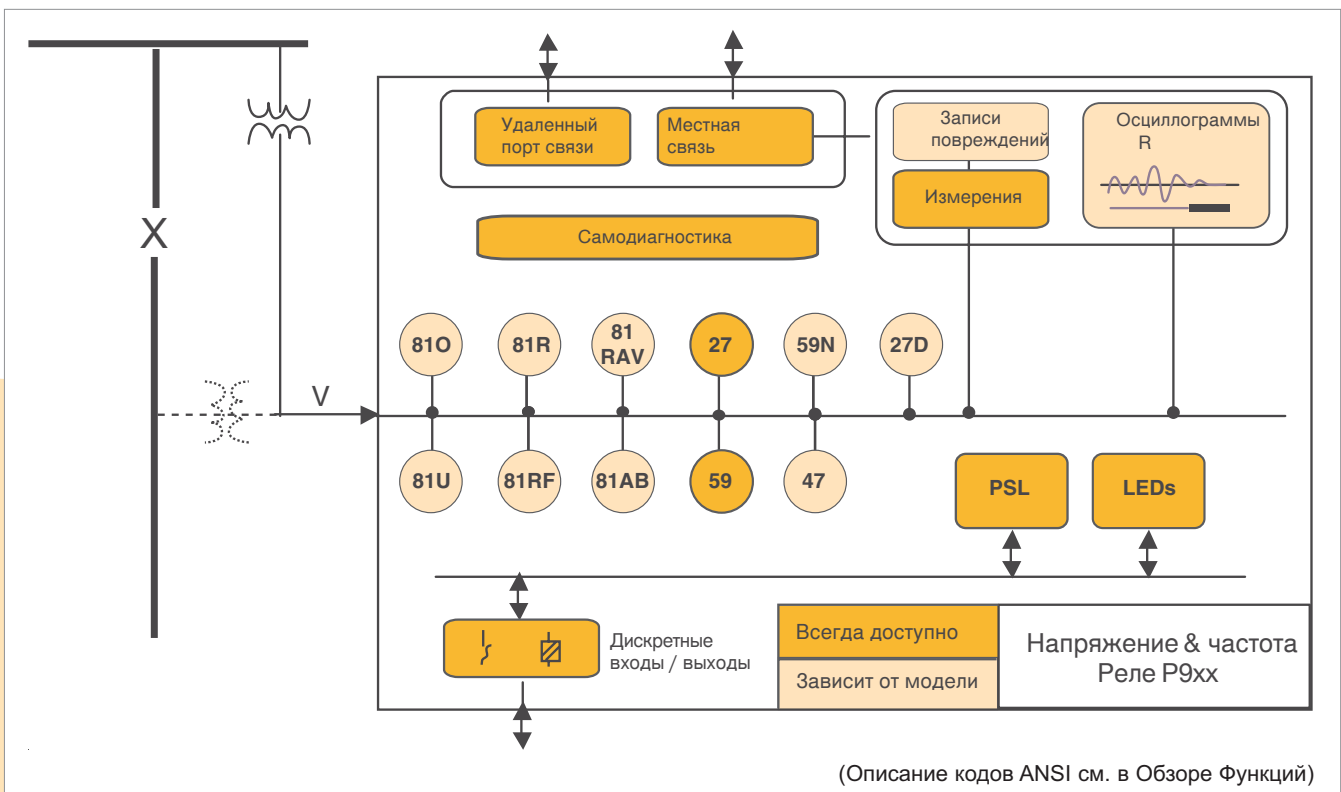 Удаленный
порт связи
Местная
связь
Записи
повреждений
Осциллограммы
R
Измерения
Самодиагностика
X
V
81O
81R
81
RAV
27
59N
27D
81U
81RF
81AB
59
47
PSL
LEDs
Дискретные
входы / выходы
Всегда доступно
Зависит от модели
Напряжение & частота
Реле P9xx
(Описание кодов ANSI см. в Обзоре Функций)